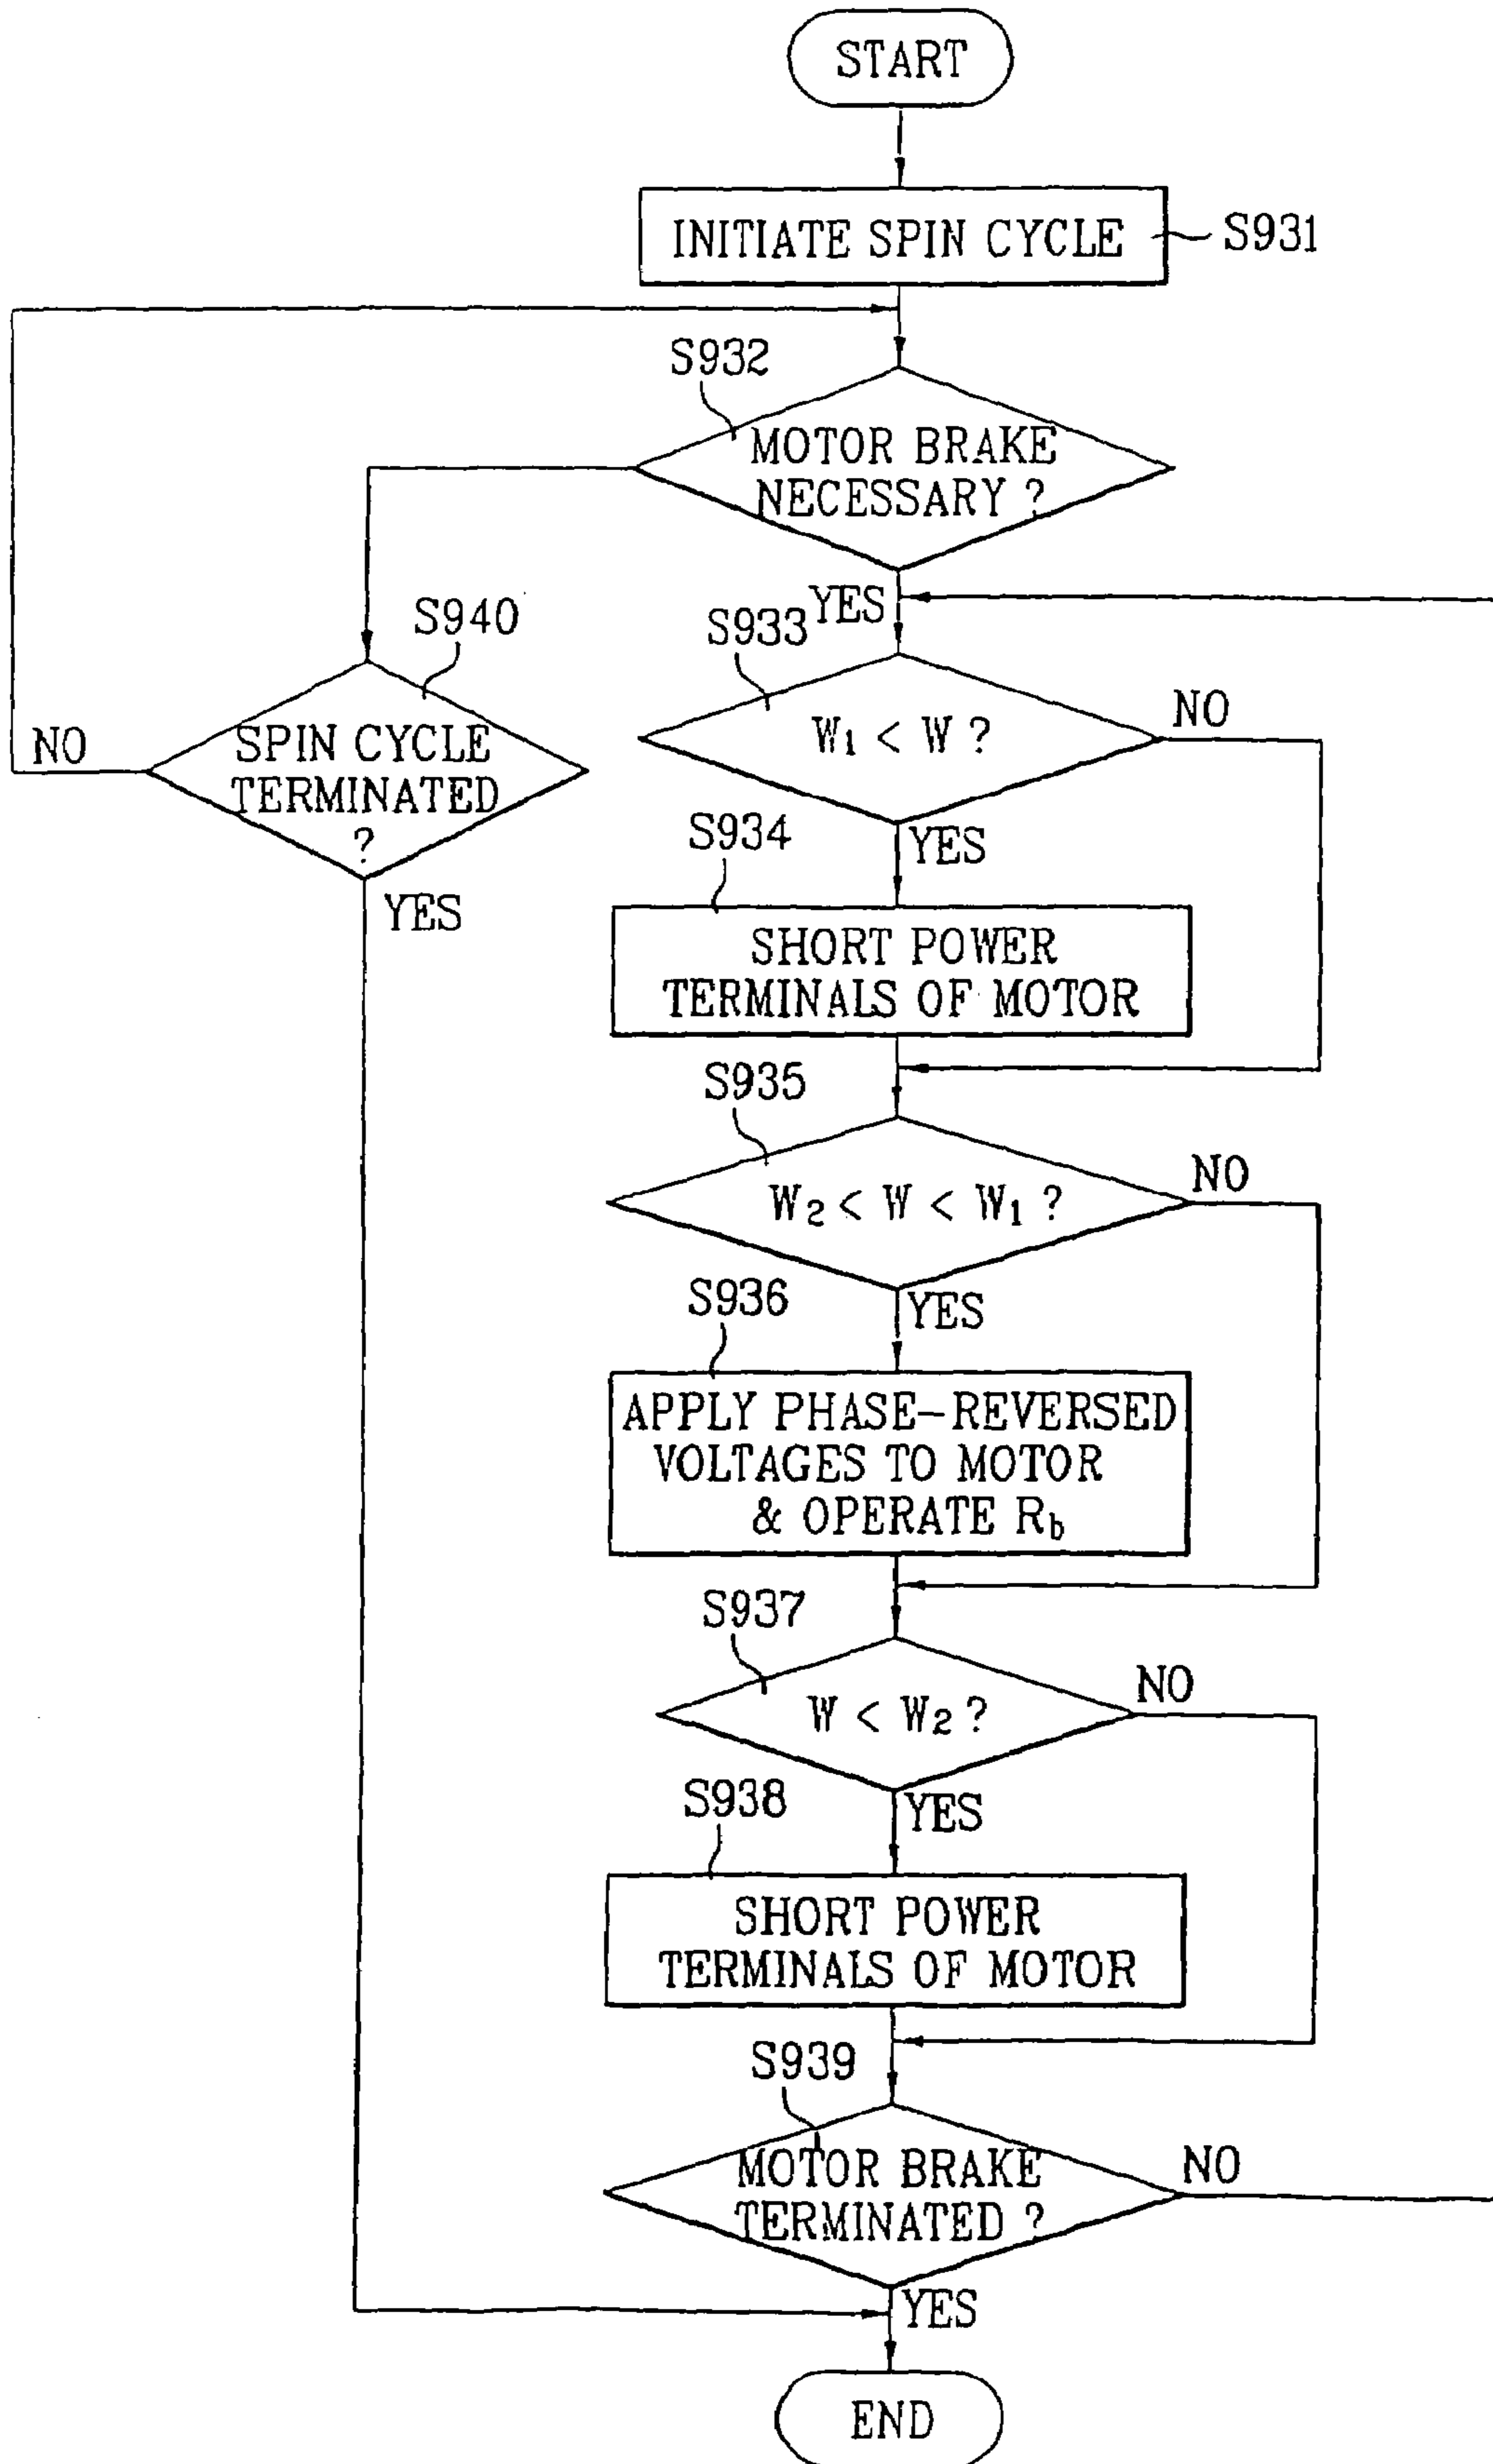 START
INITIATE SPIN CYCLE
S931
S932
MOTOR BRAKE
NECESSARY ?
YES
S940
SPIN CYCLE
TERMINATED
?
NO
YES
S933
W₁ < W ?
NO
YES
S934
SHORT POWER
TERMINALS OF MOTOR
S935
W₂ < W < W₁ ?
NO
YES
S936
APPLY PHASE-REVERSED
VOLTAGES TO MOTOR
& OPERATE R_b
S937
W < W₂ ?
NO
YES
S938
SHORT POWER
TERMINALS OF MOTOR
S939
MOTOR BRAKE
TERMINATED ?
NO
YES
END